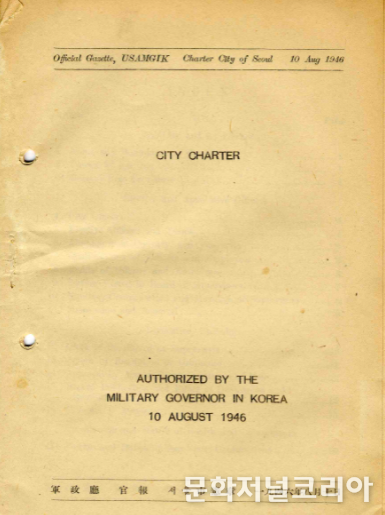 Official Gazette, USAMGIK Charter City of Seoul 10 Aug 1946
CITY CHARTER
AUTHORIZED BY THE
MILITARY GOVERNOR IN KOREA
10 AUGUST 1946
軍政廳 官報
문화저널코리아